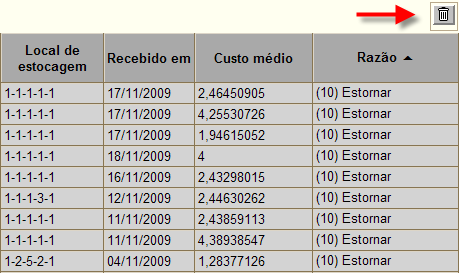 Local de estocagem Recebido em Custo médio Razão
1-1-1-1-1 17/11/2009 2,46450905 (10) Estornar
1-1-1-1-1 17/11/2009 4,25530726 (10) Estornar
1-1-1-1-1 17/11/2009 1,94615052 (10) Estornar
1-1-1-1-1 18/11/2009 4 (10) Estornar
1-1-1-1-1 16/11/2009 2,43298015 (10) Estornar
1-1-1-3-1 12/11/2009 2,44630262 (10) Estornar
1-1-1-1-1 11/11/2009 2,43859113 (10) Estornar
1-1-1-1-1 11/11/2009 4,38938547 (10) Estornar
1-2-5-2-1 04/11/2009 1,28377126 (10) Estornar